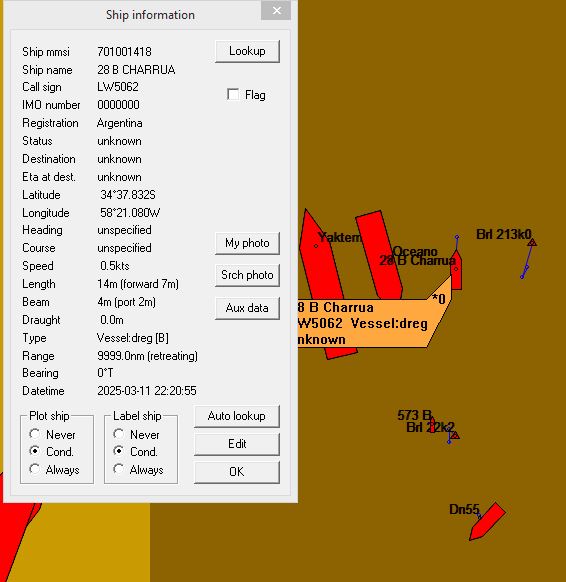 Ship information
Ship mmsi 701001418
Lookup
Ship name 28 B CHARRUA
Call sign LW5062
Flag
IMO number 0000000
Registration Argentina
Status unknown
Destination unknown
Eta at dest. unknown
Latitude 34*37.832S
Longitude 58*21.080W
Heading unspecified
Course unspecified
My photo
Speed 0.5kts
Srch photo
Length 14m (forward 7m)
Beam 4m (port 2m)
Aux data
Draught 0.0m
Type Vessel:dreg [B]
Range 9999.0nm (retreating)
Bearing 0*T
Datetime 2025-03-11 22:20:55
Plot ship
Never
Cond.
Always
Label ship
Never
Cond.
Always
Auto lookup
Edit
OK
Yaktem
Oceano
28 B Charrua
Brl 213k0
*0
8 B Charrua
W5062 Vessel:dreg
nknown
573 B
Brl 22k2
Dn55